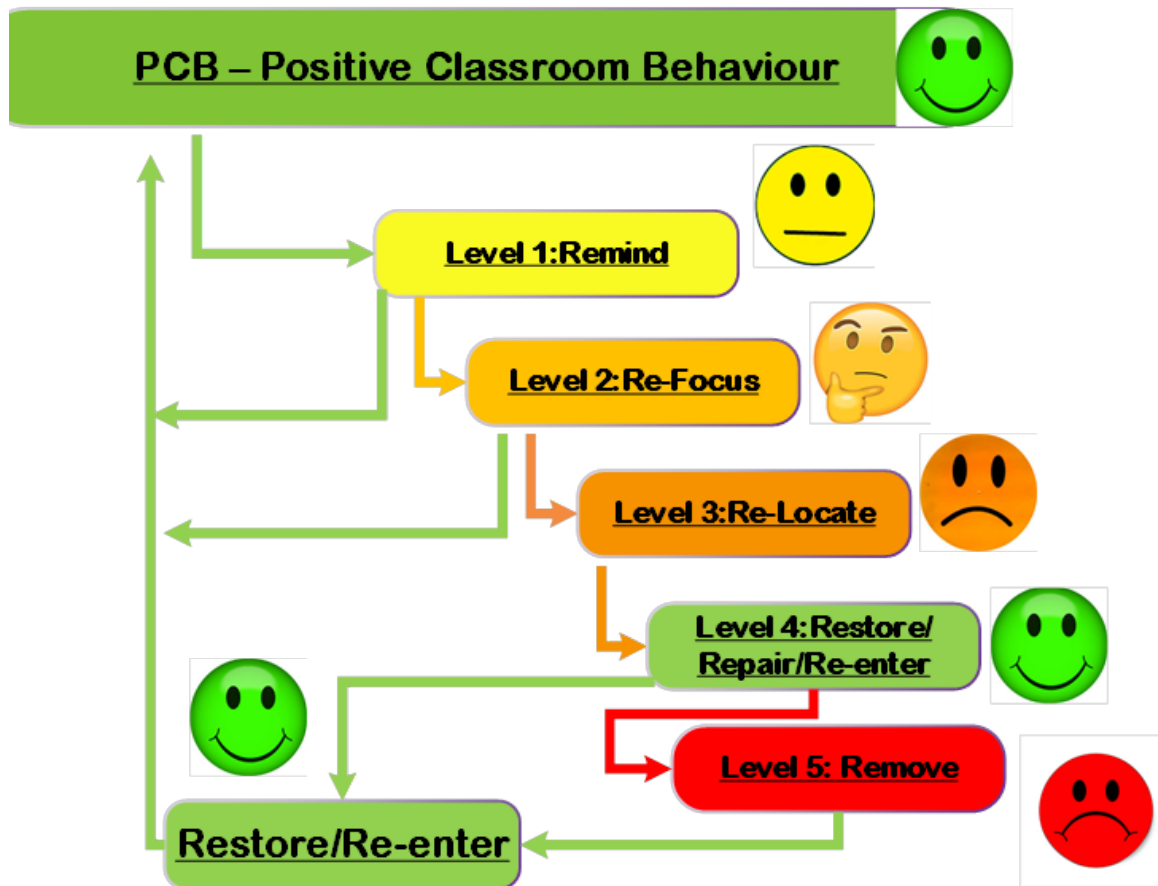 PCB – Positive Classroom Behaviour
Level 1:Remind
Level 2:Re-Focus
Level 3:Re-Locate
Level 4:Restore/
Repair/Re-enter
Level 5: Remove
Restore/Re-enter